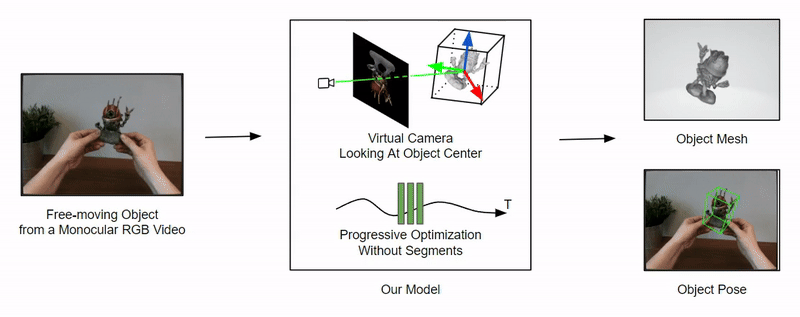 Free-moving Object
from a Monocular RGB Video
Virtual Camera
Looking At Object Center
T
Progressive Optimization
Without Segments
Our Model
Object Mesh
Object Pose